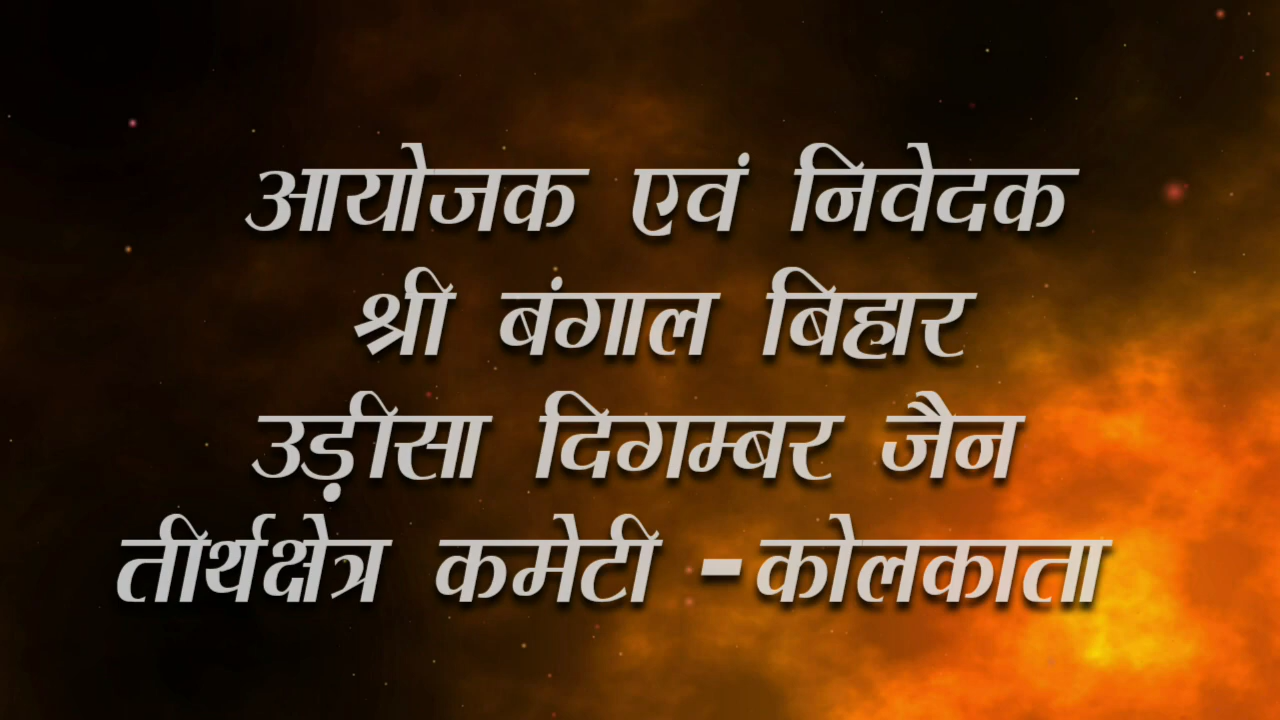 आयोजक एवं निवेदक
श्री बंगाल बिहार
उड़ीसा दिगम्बर जैन
तीर्थक्षेत्र कमेटी - कोलकाता